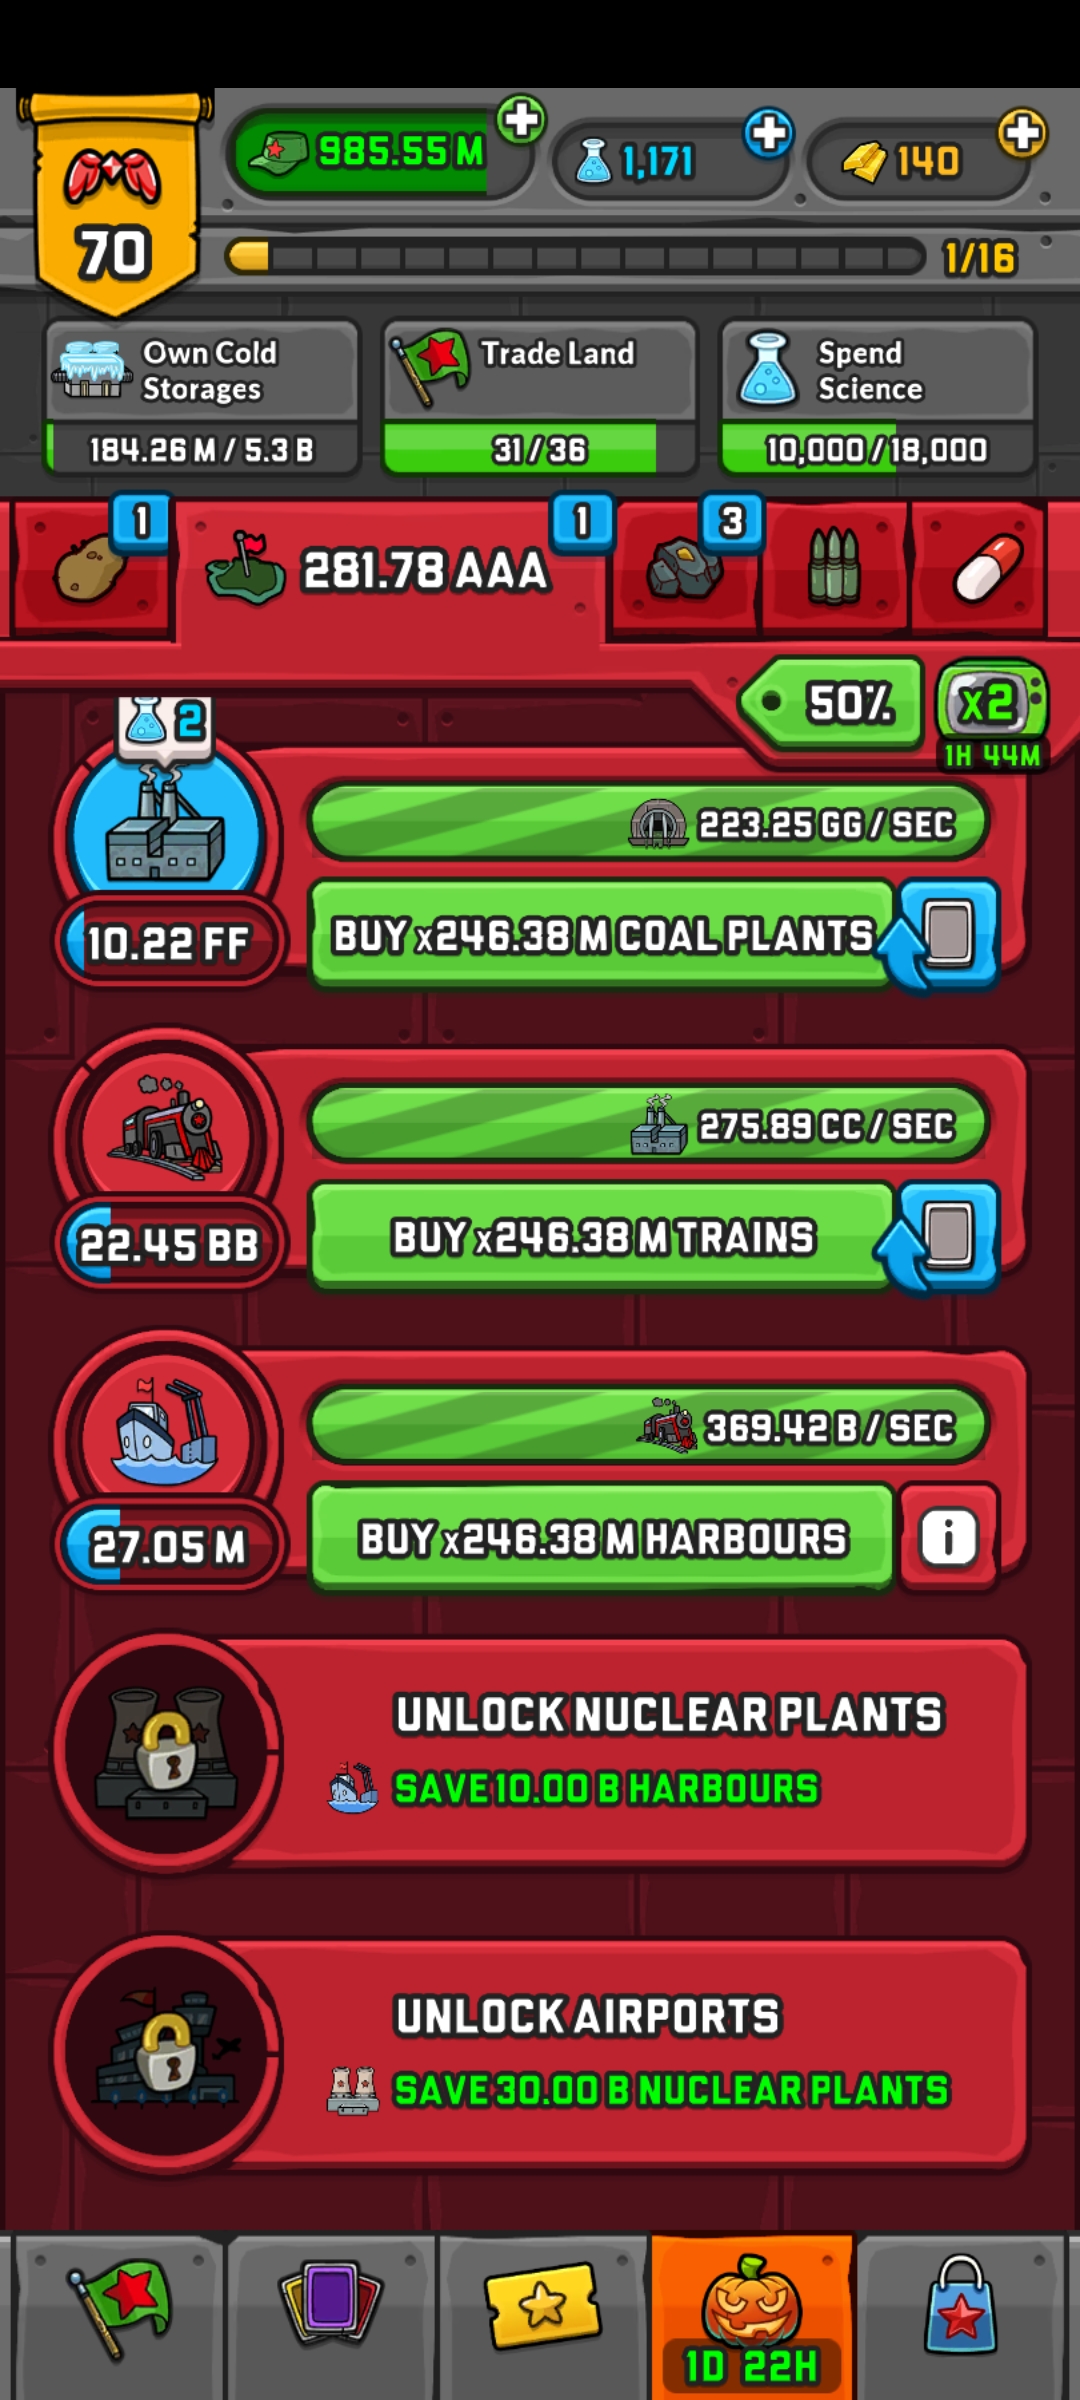 985.55 M
1,171
140
70
1/16
Own Cold
Storages
184.26 M / 5.3 B
Trade Land
31 / 36
Spend
Science
10,000 / 18,000
1
281.78 AAA
1
3
50%
x2
1H 44M
2
223.25 GG / SEC
BUY x246.38 M COAL PLANTS
10.22 FF
275.89 CC / SEC
BUY x246.38 M TRAINS
22.45 BB
369.42 B / SEC
BUY x246.38 M HARBOURS
i
27.05 M
UNLOCK NUCLEAR PLANTS
SAVE 10.00 B HARBOURS
UNLOCK AIRPORTS
SAVE 30.00 B NUCLEAR PLANTS
1D 22H